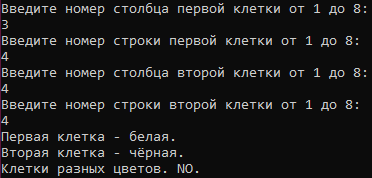 Введите номер столбца первой клетки от 1 до 8:
3
Введите номер строки первой клетки от 1 до 8:
4
Введите номер столбца второй клетки от 1 до 8:
4
Введите номер строки второй клетки от 1 до 8:
4
Первая клетка - белая.
Вторая клетка - чёрная.
Клетки разных цветов. NO.